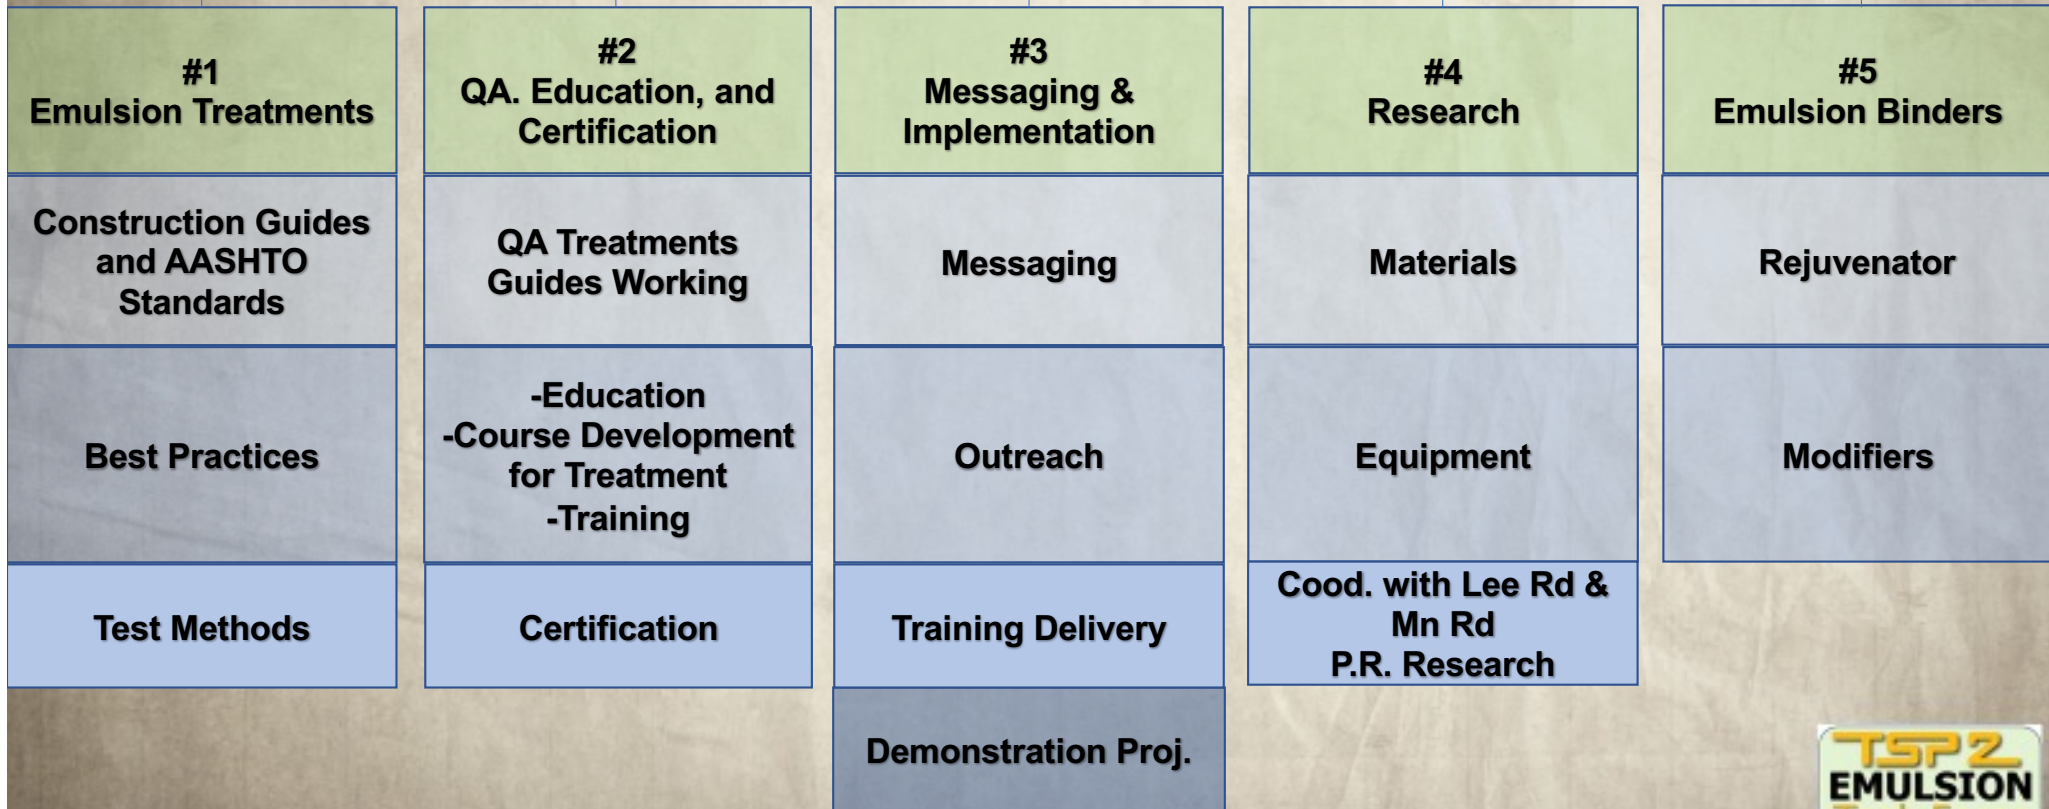 #1
Emulsion Treatments
Construction Guides
and AASHTO
Standards
Best Practices
Test Methods
#2
QA. Education, and
Certification
QA Treatments
Guides Working
-Education
-Course Development
for Treatment
-Training
Certification
#3
Messaging &
Implementation
Messaging
Outreach
Training Delivery
Demonstration Proj.
#4
Research
Materials
Equipment
Cood. with Lee Rd &
Mn Rd
P.R. Research
#5
Emulsion Binders
Rejuvenator
Modifiers
TSP2
EMULSION